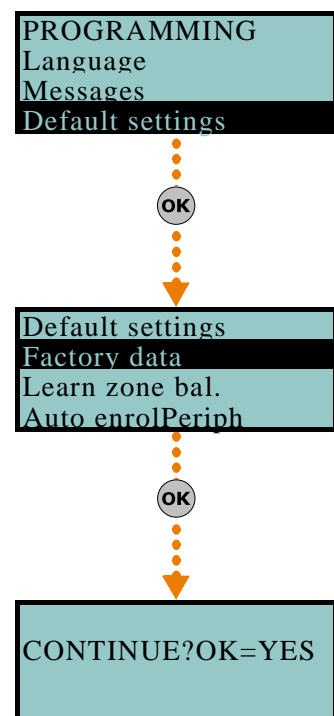 PROGRAMMING
Language
Messages
Default settings
OK
Default settings
Factory data
Learn zone bal.
Auto enrolPeriph
OK
CONTINUE?OK=YES